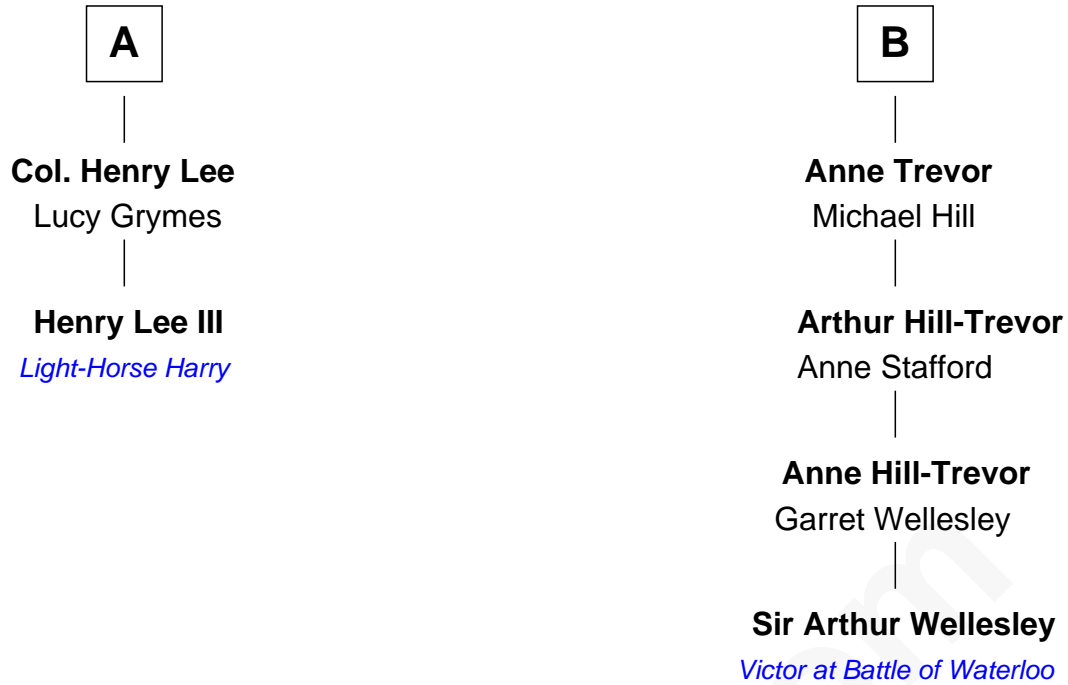 A
Col. Henry Lee
Lucy Grymes
Henry Lee III
Light-Horse Harry
B
Anne Trevor
Michael Hill
Arthur Hill-Trevor
Anne Stafford
Anne Hill-Trevor
Garret Wellesley
Sir Arthur Wellesley
Victor at Battle of Waterloo